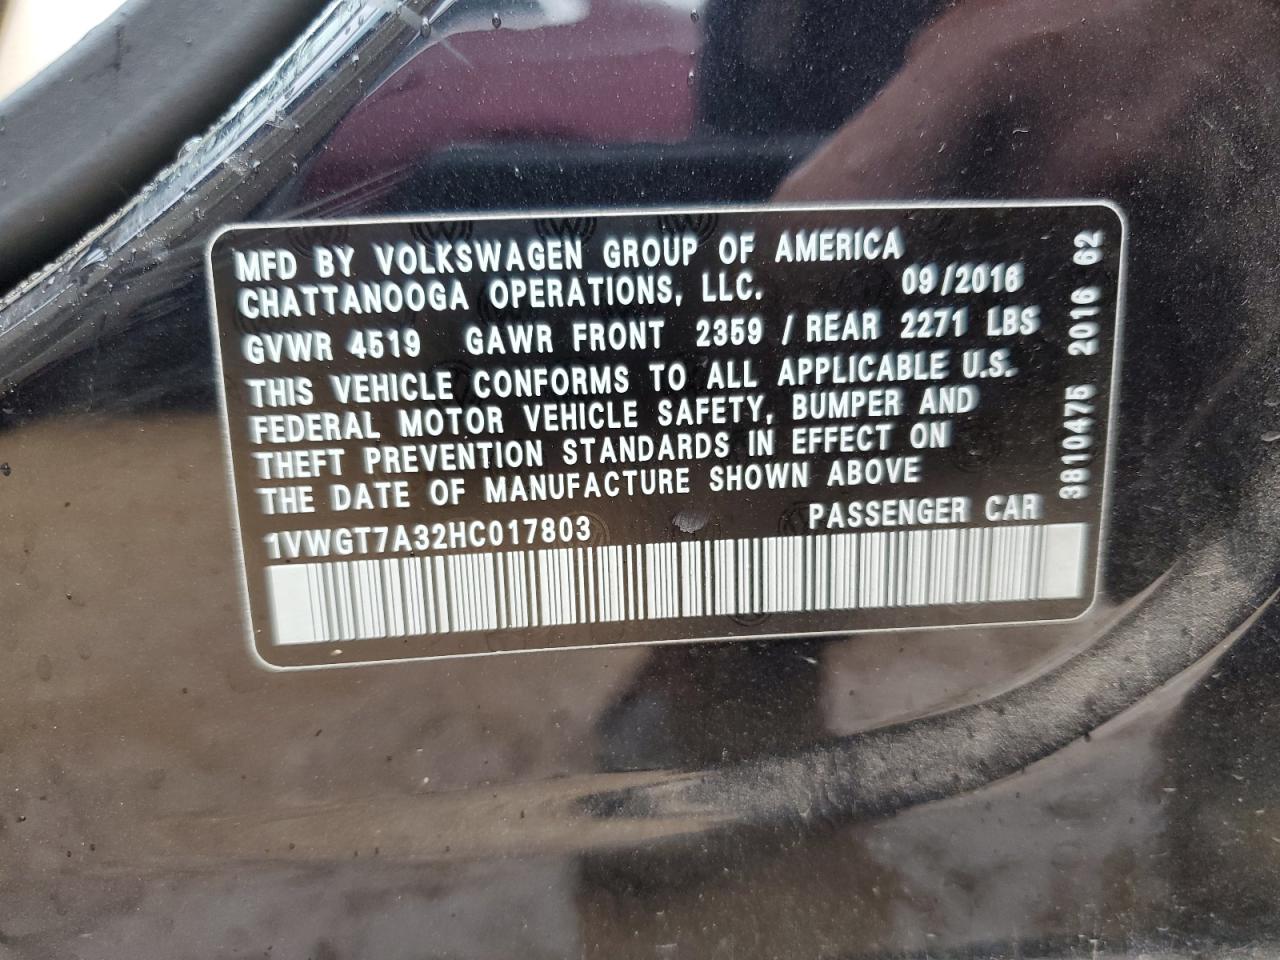 MFD BY VOLKSWAGEN GROUP OF AMERICA
CHATTANOOGA OPERATIONS, LLC. 09/2016
GVWR 4519 GAWR FRONT 2359 / REAR 2271 LBS
THIS VEHICLE CONFORMS TO ALL APPLICABLE U.S.
FEDERAL MOTOR VEHICLE SAFETY, BUMPER AND
THEFT PREVENTION STANDARDS IN EFFECT ON
THE DATE OF MANUFACTURE SHOWN ABOVE
1VWGT7A32HC017803 PASSENGER CAR
3810475 2016 62